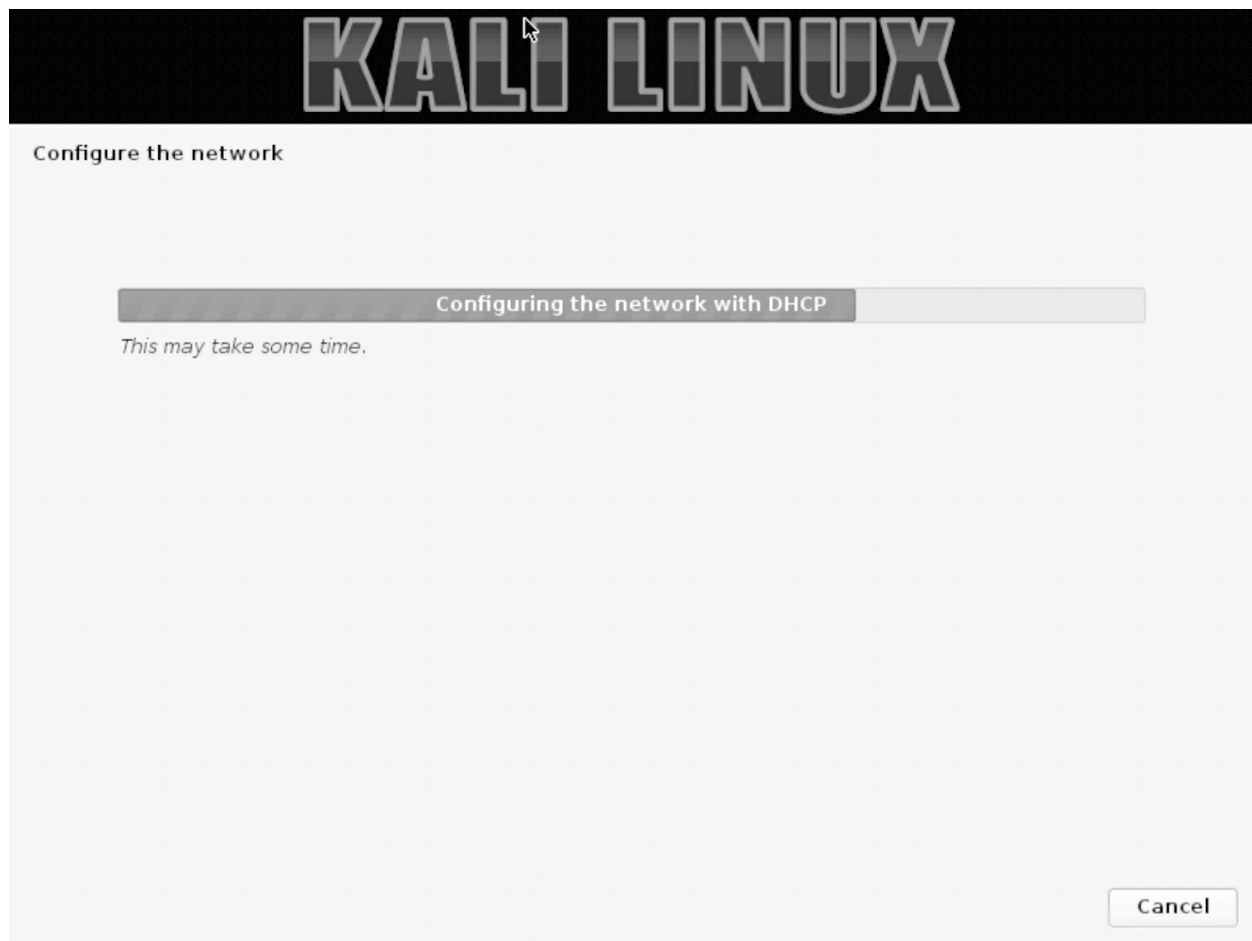 KALI LINUX
Configure the network
Configuring the network with DHCP
This may take some time.
Cancel